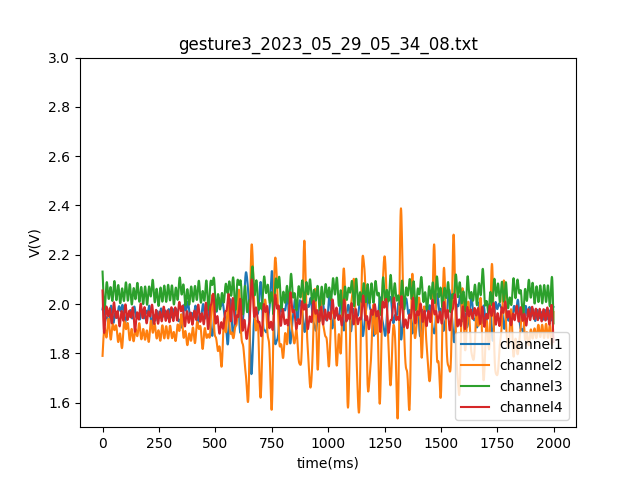 gesture3_2023_05_29_05_34_08.txt
3.0
2.8
2.6
2.4
2.2
2.0
1.8
1.6
V(V)
channel1
channel2
channel3
channel4
0 250 500 750 1000 1250 1500 1750 2000
time(ms)